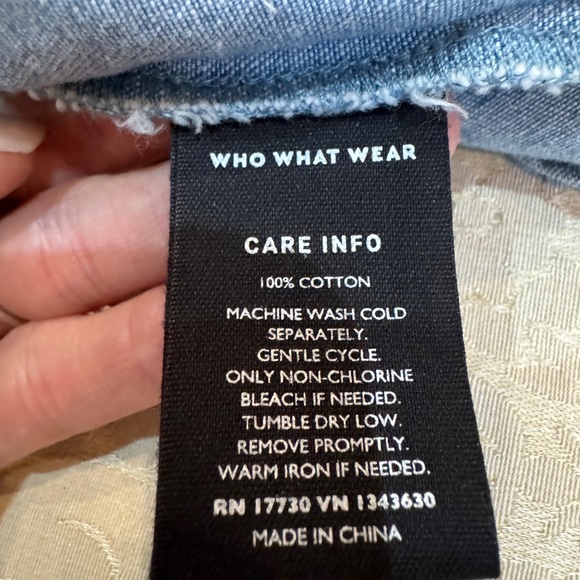 WHO WHAT WEAR
CARE INFO
100% COTTON
MACHINE WASH COLD
SEPARATELY.
GENTLE CYCLE.
ONLY NON-CHLORINE
BLEACH IF NEEDED.
TUMBLE DRY LOW.
REMOVE PROMPTLY.
WARM IRON IF NEEDED.
RN 17730 VN 1343630
MADE IN CHINA